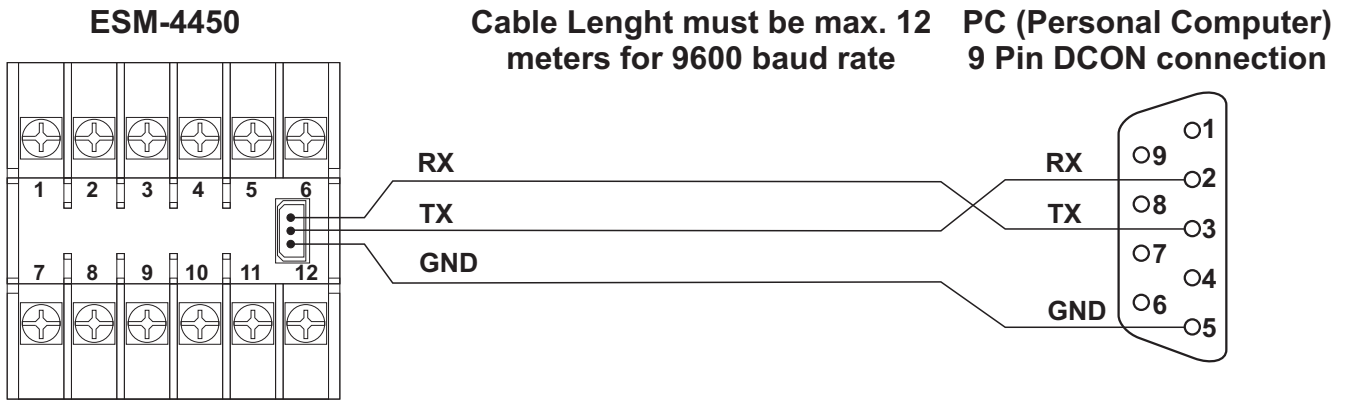 ESM-4450
Cable Lenght must be max. 12
meters for 9600 baud rate
PC (Personal Computer)
9 Pin DCON connection
1 2 3 4 5 6
7 8 9 10 11 12
RX
TX
GND
RX
TX
GND
1
9
2
8
3
7
4
6
5